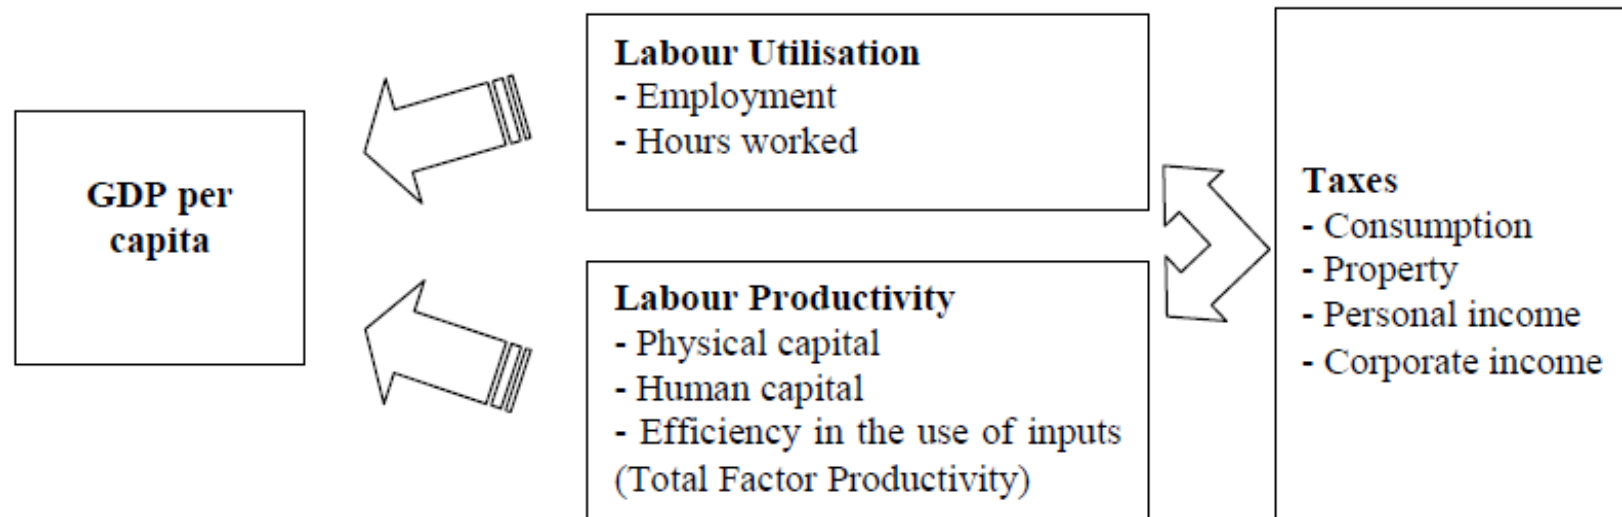 GDP per
capita
Labour Utilisation
- Employment
- Hours worked
Labour Productivity
- Physical capital
- Human capital
- Efficiency in the use of inputs
(Total Factor Productivity)
Taxes
- Consumption
- Property
- Personal income
- Corporate income